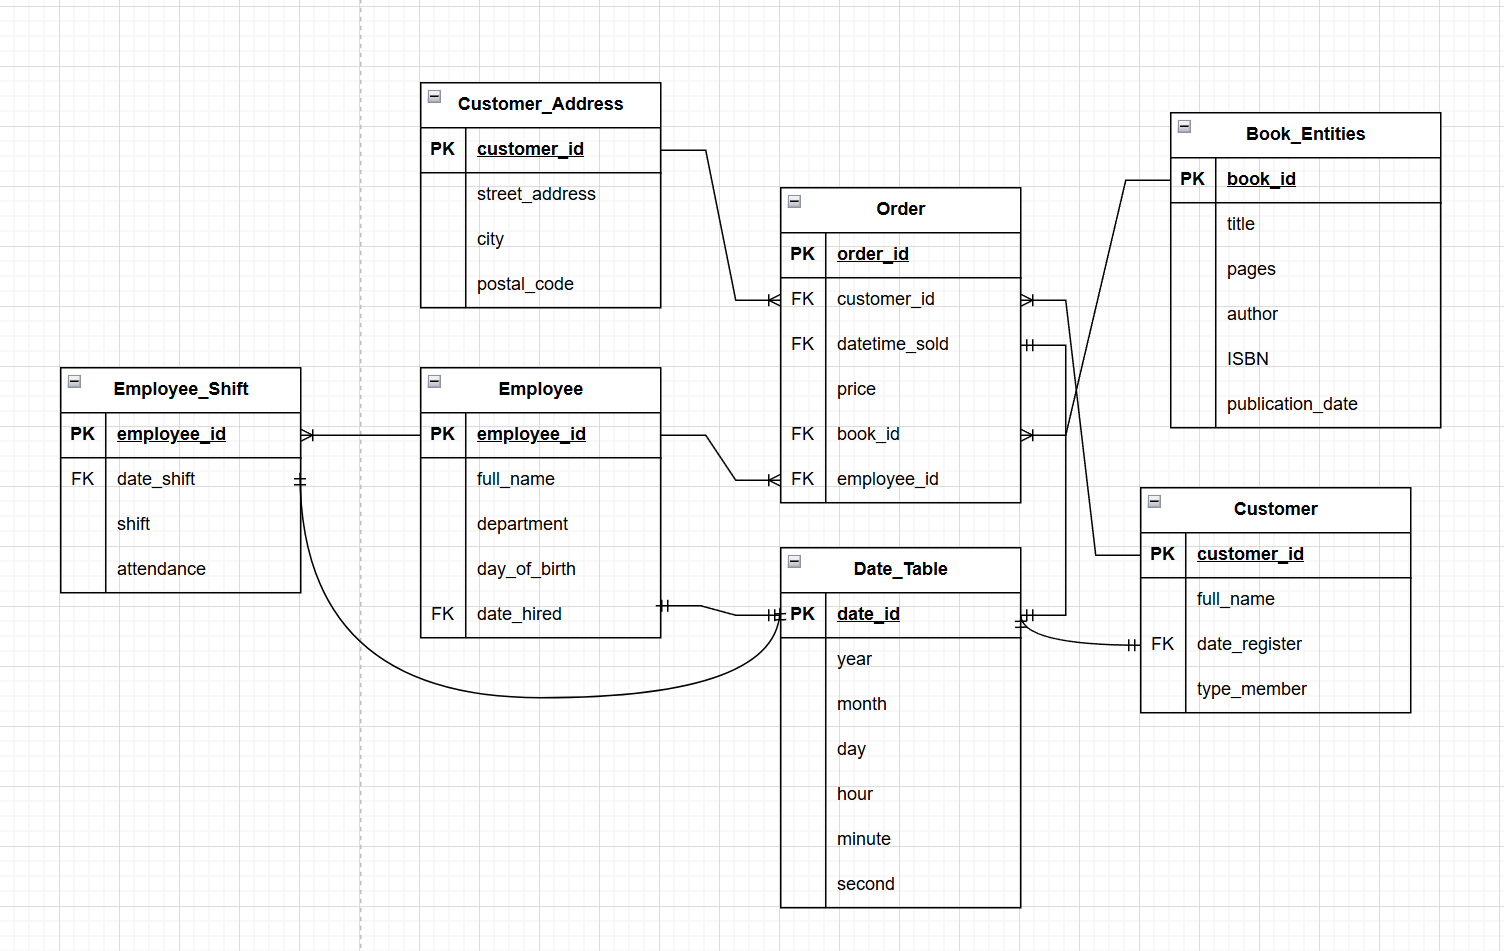 Customer_Address
PK customer_id
street_address
city
postal_code
Book_Entities
PK book_id
title
pages
author
ISBN
publication_date
Order
PK order_id
FK customer_id
FK datetime_sold
price
FK book_id
FK employee_id
Employee_Shift
PK employee_id
FK date_shift
shift
attendance
Employee
PK employee_id
full_name
department
day_of_birth
FK date_hired
Customer
PK customer_id
full_name
FK date_register
type_member
Date_Table
PK date_id
year
month
day
hour
minute
second